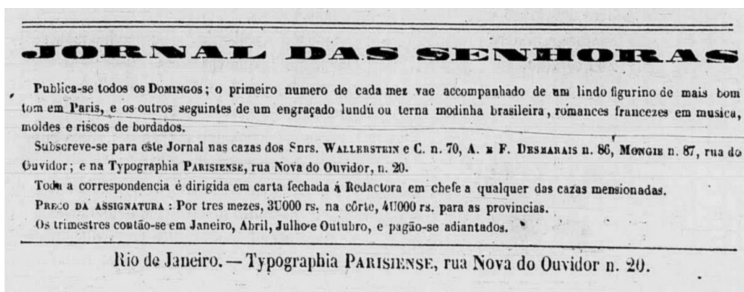 JORNAL DAS SENHORAS
Publica-se todos os DOMINGOS; o primeiro numero de cada mez vae accompanhado de um lindo figurino de mais bom
tom em Paris, e os outros seguintes de um engraçado lundú ou terna modinha brasileira, romances francezes em musica,
moldes e riscos de bordados.
Subscreve-se para este Jornal nas cazas dos Snrs. WALLERSTEIN e C. n. 70, A. E F. DESMARAIS n. 86, MONGIE n. 87, rua do
Ouvidor; e na Typographia PARISIENSE, rua Nova do Ouvidor, n. 20.
Toda a correspondencia é dirigida em carta fechada á Redactora em chefe a qualquer das cazas mensionadas.
PREÇO DA ASSIGNATURA: Por tres mezes, 3U000 rs. na côrte, 4U000 rs. para as provincias.
Os trimestres contão-se em Janeiro, Abril, Julho e Outubro, e pagão-se adiantados.
Rio de Janeiro.—Typographia PARISIENSE, rua Nova do Ouvidor n. 20.